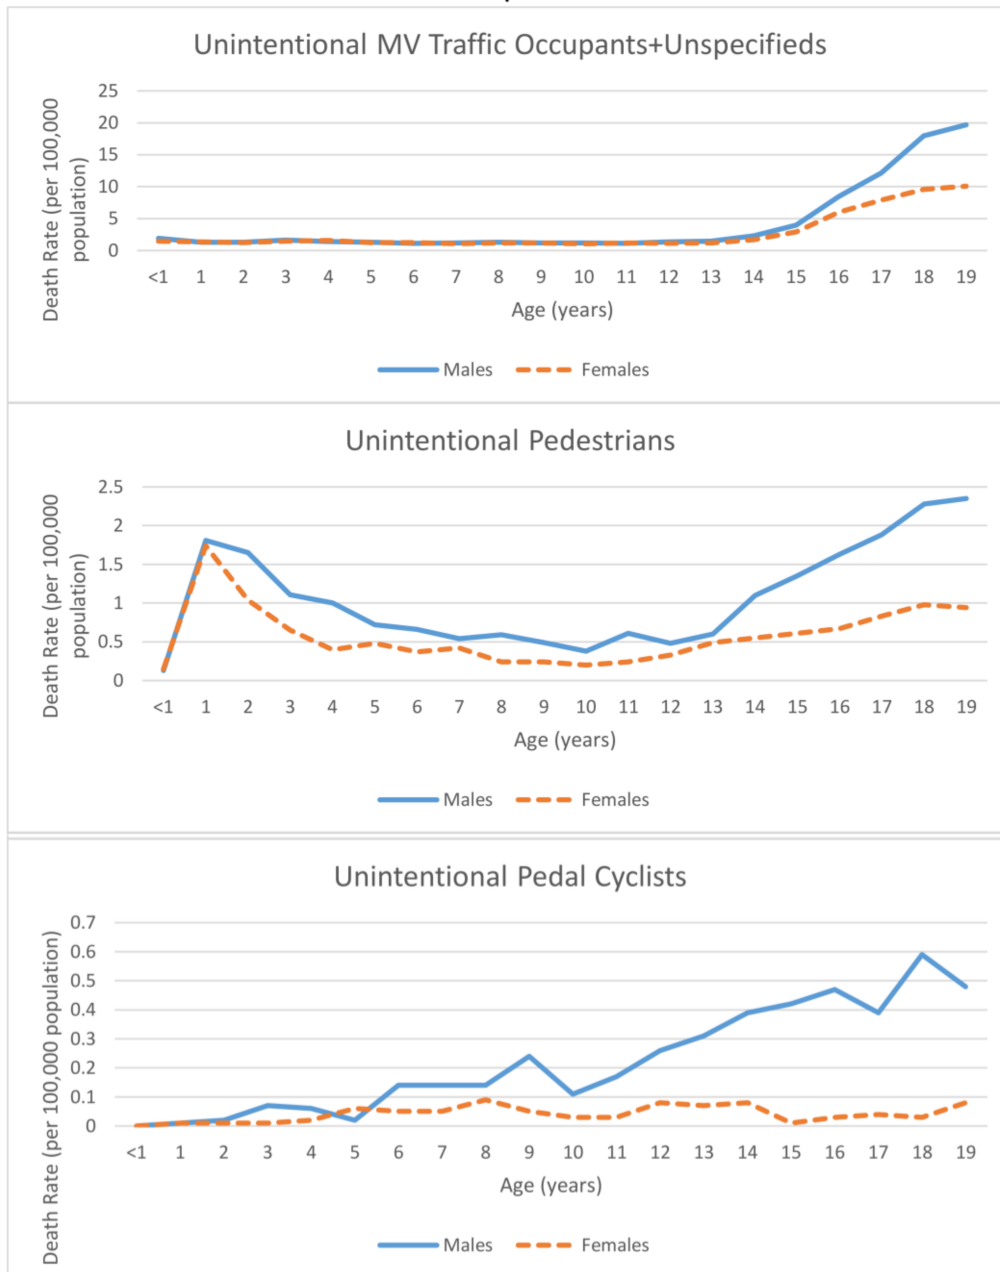 Unintentional MV Traffic Occupants+Unspecifieds
Death Rate (per 100,000
population)
25
20
15
10
5
0
<1 1 2 3 4 5 6 7 8 9 10 11 12 13 14 15 16 17 18 19
Age (years)
Males Females
Unintentional Pedestrians
Death Rate (per 100,000
population)
2.5
2
1.5
1
0.5
0
<1 1 2 3 4 5 6 7 8 9 10 11 12 13 14 15 16 17 18 19
Age (years)
Males Females
Unintentional Pedal Cyclists
Death Rate (per 100,000 population)
0.7
0.6
0.5
0.4
0.3
0.2
0.1
0
<1 1 2 3 4 5 6 7 8 9 10 11 12 13 14 15 16 17 18 19
Age (years)
Males Females